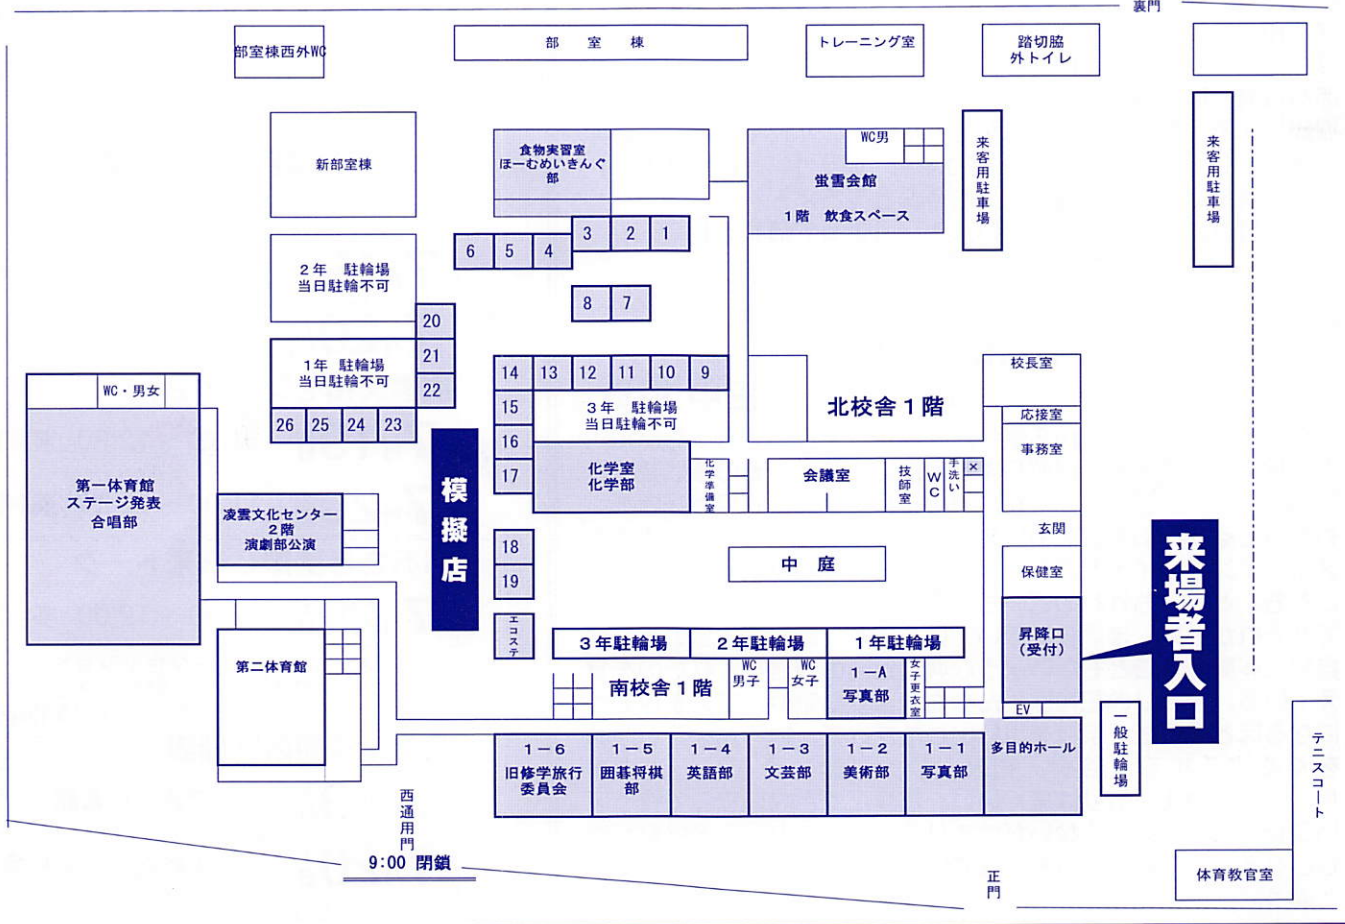 裏門
部室棟西外WC
部室棟
トレーニング室
踏切脇
外トイレ
来客用駐車場
来客用駐車場
新部室棟
食物実習室
ほーむめいきんぐ
部
WC男
蛍雪会館
1階 飲食スペース
3
2
1
6
5
4
8
7
2年 駐輪場
当日駐輪不可
20
21
22
1年 駐輪場
当日駐輪不可
26
25
24
23
14
13
12
11
10
9
15
16
17
3年 駐輪場
当日駐輪不可
北校舎1階
校長室
応接室
事務室
玄関
保健室
昇降口
(受付)
EV
WC・男女
第一体育館
ステージ発表
合唱部
凌雲文化センター
2階
演劇部公演
模擬店
化学室
化学部
化学準備室
会議室
技師室
WC
手洗い
×
18
19
エコステ
中庭
来場者入口
3年駐輪場
2年駐輪場
1年駐輪場
第二体育館
南校舎1階
WC
男子
WC
女子
1-A
写真部
女子更衣室
1-6
旧修学旅行
委員会
1-5
囲碁将棋
部
1-4
英語部
1-3
文芸部
1-2
美術部
1-1
写真部
多目的ホール
一般駐輪場
テニスコート
西通用門
9:00 閉鎖
正門
体育教官室